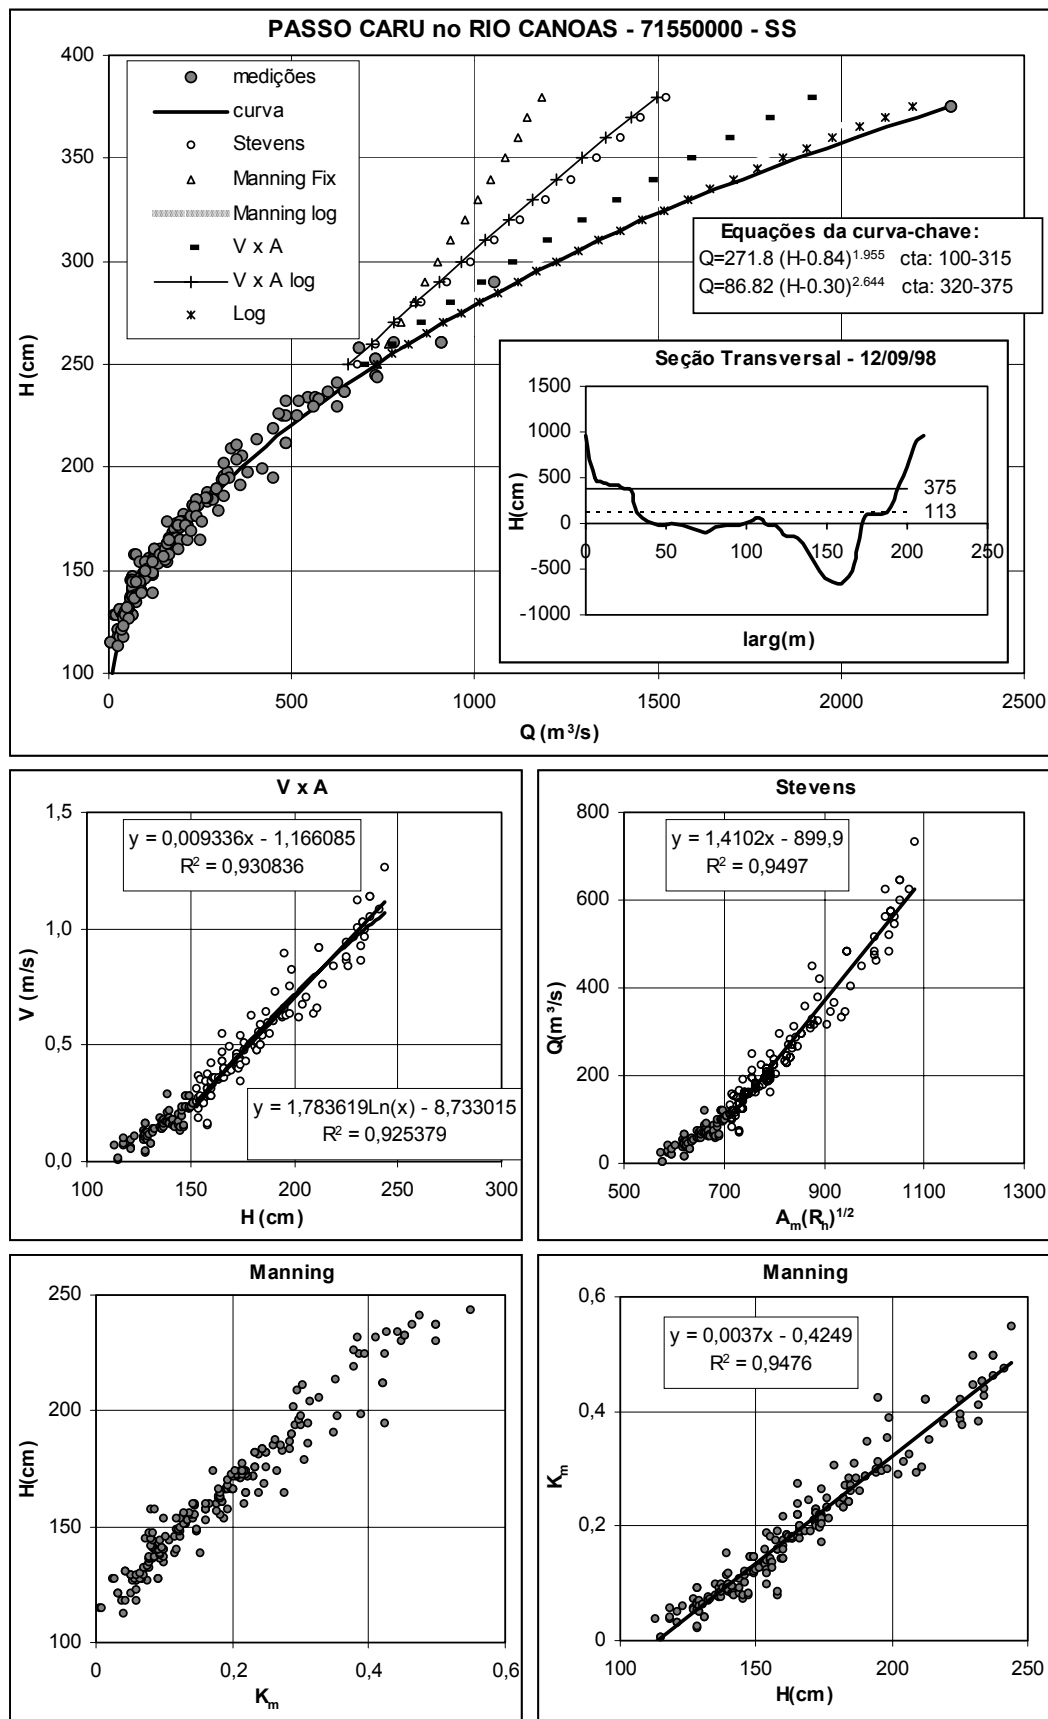 PASSO CARU no RIO CANOAS - 71550000 - SS
400
350
300
250
200
150
100
H (cm)
0 500 1000 1500 2000 2500
Q (m³/s)
medições
curva
Stevens
Manning Fix
Manning log
V x A
V x A log
Log
Equações da curva-chave:
Q=271.8 (H-0.84)^1.955 cta: 100-315
Q=86.82 (H-0.30)^2.644 cta: 320-375
Seção Transversal - 12/09/98
1500
1000
500
0
-500
-1000
H(cm)
375
113
0 50 100 150 200 250
larg(m)
V x A
1,5
1,0
0,5
0,0
V (m/s)
y = 0,009336x - 1,166085
R² = 0,930836
y = 1,783619Ln(x) - 8,733015
R² = 0,925379
100 150 200 250 300
H (cm)
Stevens
800
600
400
200
0
Q(m³/s)
y = 1,4102x - 899,9
R² = 0,9497
500 700 900 1100 1300
Aₘ(Rₕ)^1/2
Manning
250
200
150
100
H(cm)
0 0,2 0,4 0,6
Kₘ
Manning
0,6
0,4
0,2
0
Kₘ
y = 0,0037x - 0,4249
R² = 0,9476
100 150 200 250
H(cm)